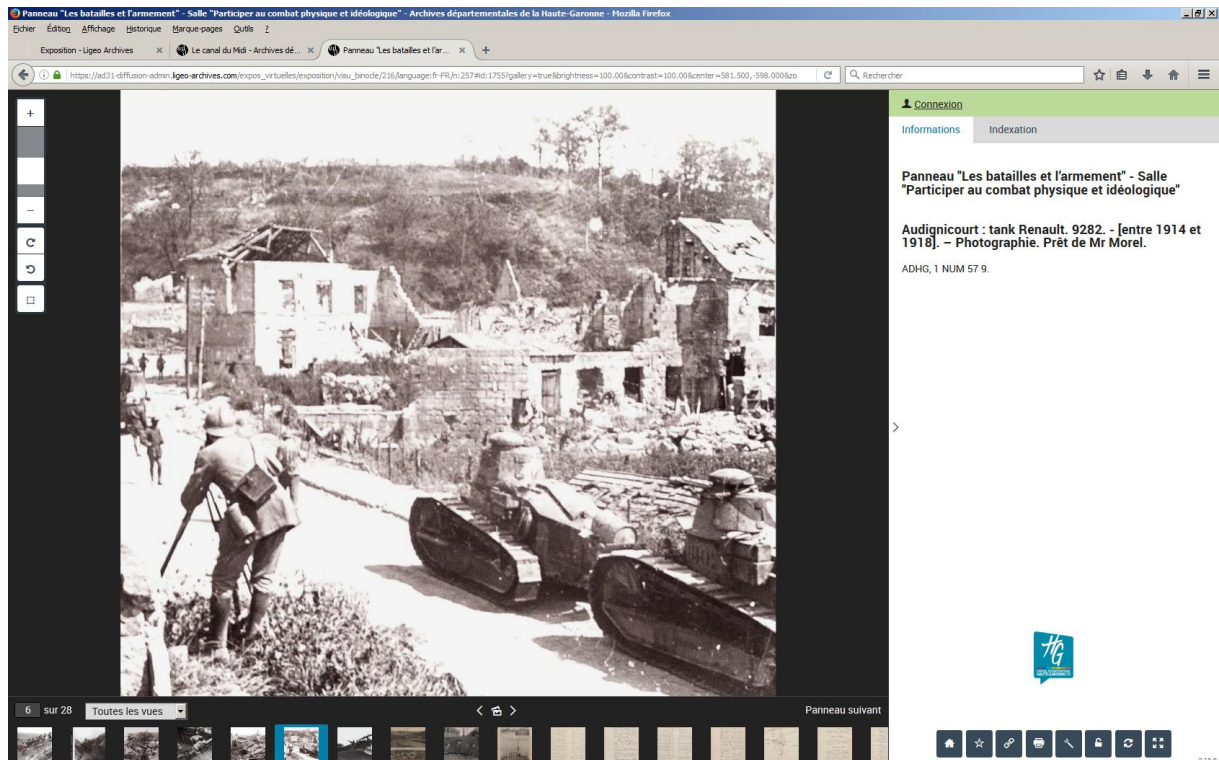 Panneau "Les batailles et l'armement" - Salle "Participer au combat physique et idéologique" - Archives départementales de la Haute-Garonne - Mozilla Firefox
Fichier Édition Affichage Historique Marque-pages Outils ?
Exposition - Ligeo Archives × Le canal du Midi - Archives dé... × Panneau "Les batailles et l'ar... × +
https://ad31-diffusion-admin.ligeo-archives.com/expos_virtuelles/exposition/visu_binocle/216/language:fr-FR/n:257#id:1755?gallery=true&brightness=100.00&contrast=100.00&center=581.500,-598.000&zo
Rechercher
Connexion
Informations Indexation
Panneau "Les batailles et l'armement" - Salle
"Participer au combat physique et idéologique"
Audignicourt : tank Renault. 9282. - [entre 1914 et
1918]. – Photographie. Prêt de Mr Morel.
ADHG, 1 NUM 57 9.
HG
6 sur 28 Toutes les vues Panneau suivant